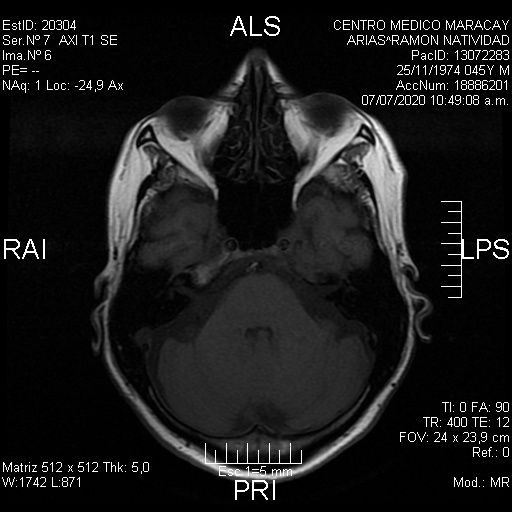 EstID: 20304
Ser.Nº 7 AXI T1 SE
Ima.Nº 6
PE= --
NAq: 1 Loc: -24,9 Ax
ALS
CENTRO MEDICO MARACAY
ARIAS^RAMON NATIVIDAD
PacID: 13072283
25/11/1974 045Y M
AccNum: 18886201
07/07/2020 10:49:08 a.m.
RAI
LPS
TI: 0 FA: 90
TR: 400 TE: 12
FOV: 24 x 23,9 cm
Ref.: 0
Esc 1=5 mm
Matriz 512 x 512 Thk: 5,0
W:1742 L:871
PRI
Mod.: MR